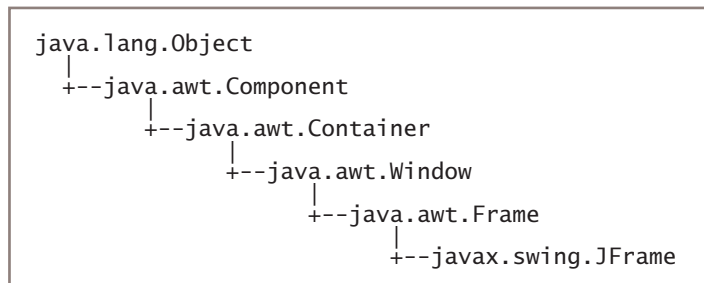 java.lang.Object
|
+--java.awt.Component
|
+--java.awt.Container
|
+--java.awt.Window
|
+--java.awt.Frame
|
+--javax.swing.JFrame